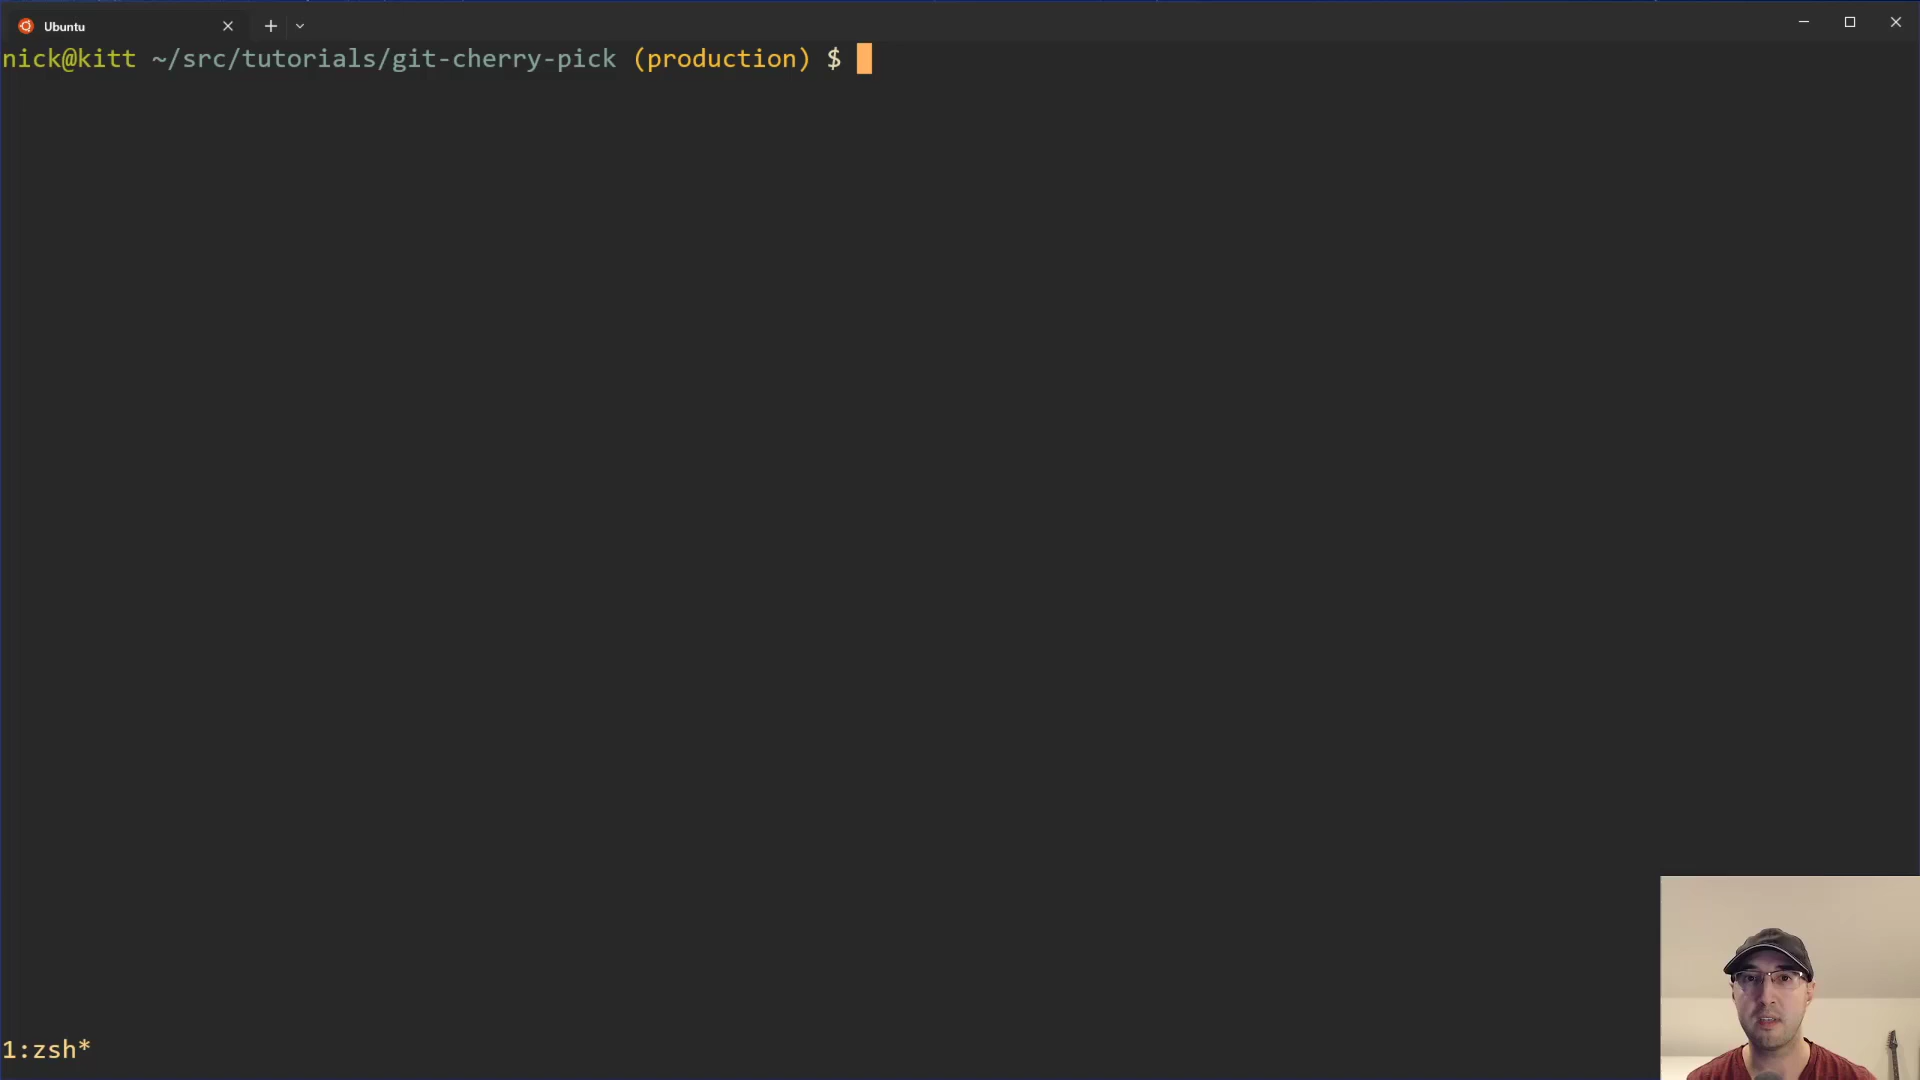 Ubuntu
nick@kitt ~/src/tutorials/git-cherry-pick (production) $
1:zsh*